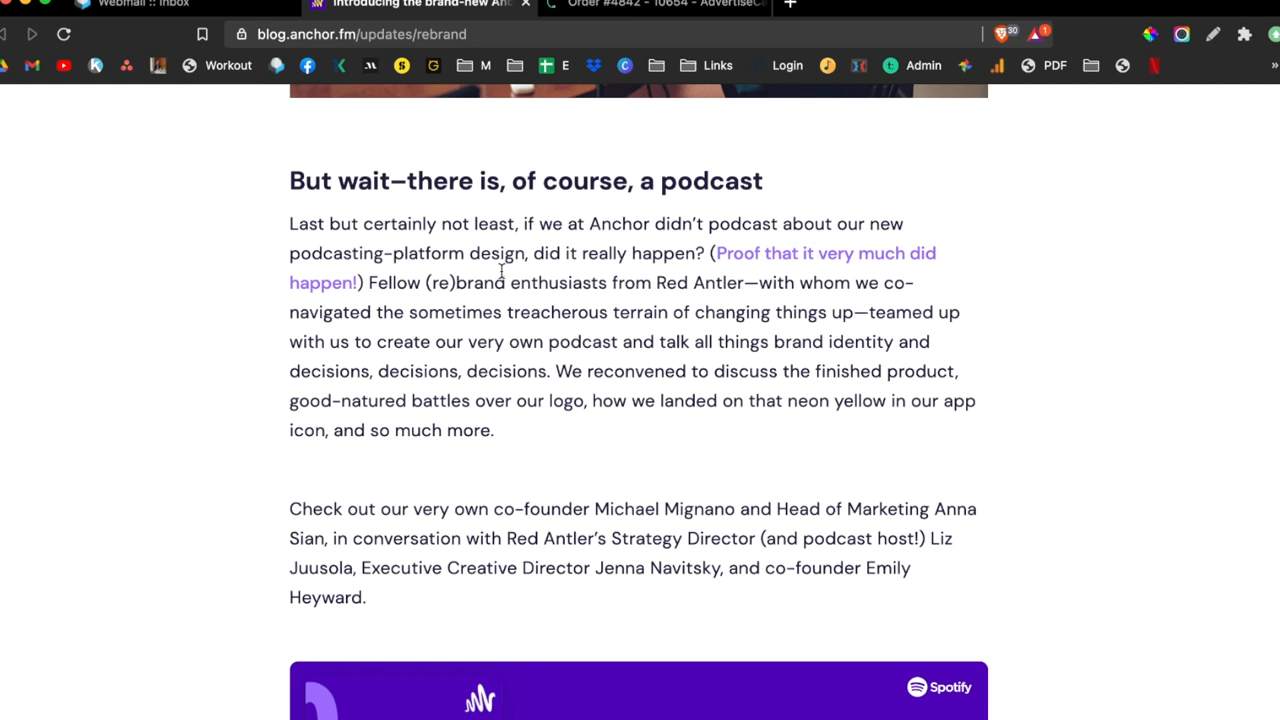 Webmail :: Inbox
Introducing the brand-new Anc
Order #4842 - 10654 - AdvertiseCa
blog.anchor.fm/updates/rebrand
30
1
Workout
M
E
Links
Login
Admin
PDF
But wait–there is, of course, a podcast
Last but certainly not least, if we at Anchor didn’t podcast about our new
podcasting-platform design, did it really happen? (Proof that it very much did
happen!) Fellow (re)brand enthusiasts from Red Antler—with whom we co-
navigated the sometimes treacherous terrain of changing things up—teamed up
with us to create our very own podcast and talk all things brand identity and
decisions, decisions, decisions. We reconvened to discuss the finished product,
good-natured battles over our logo, how we landed on that neon yellow in our app
icon, and so much more.
Check out our very own co-founder Michael Mignano and Head of Marketing Anna
Sian, in conversation with Red Antler’s Strategy Director (and podcast host!) Liz
Juusola, Executive Creative Director Jenna Navitsky, and co-founder Emily
Heyward.
Spotify